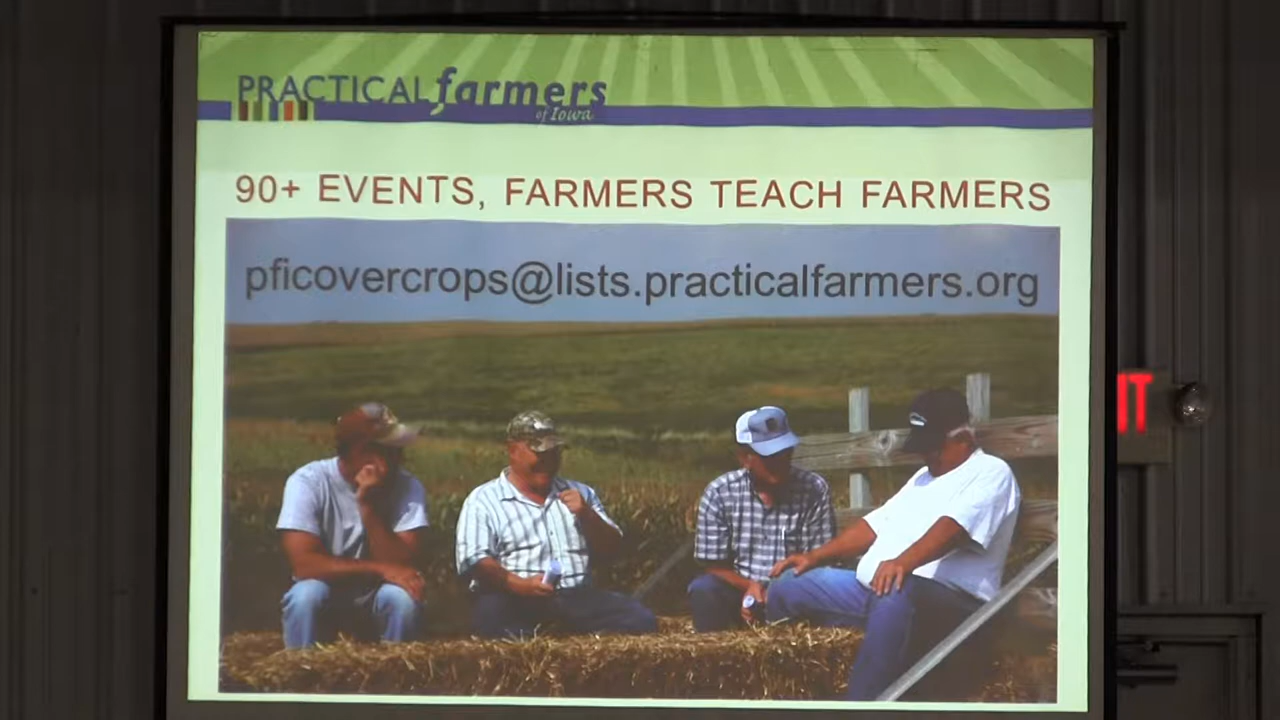 PRACTICAL farmers
of Iowa
90+ EVENTS, FARMERS TEACH FARMERS
pficovercrops@lists.practicalfarmers.org
IT